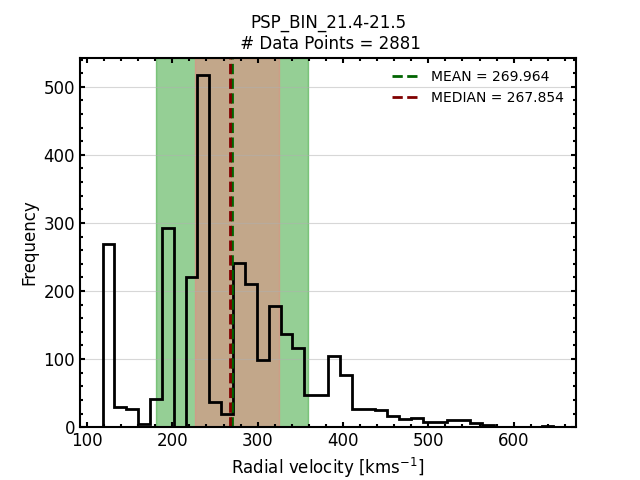 PSP_BIN_21.4-21.5
# Data Points = 2881
MEAN = 269.964
MEDIAN = 267.854
500
400
300
200
100
0
Frequency
100 200 300 400 500 600
Radial velocity [kms⁻¹]